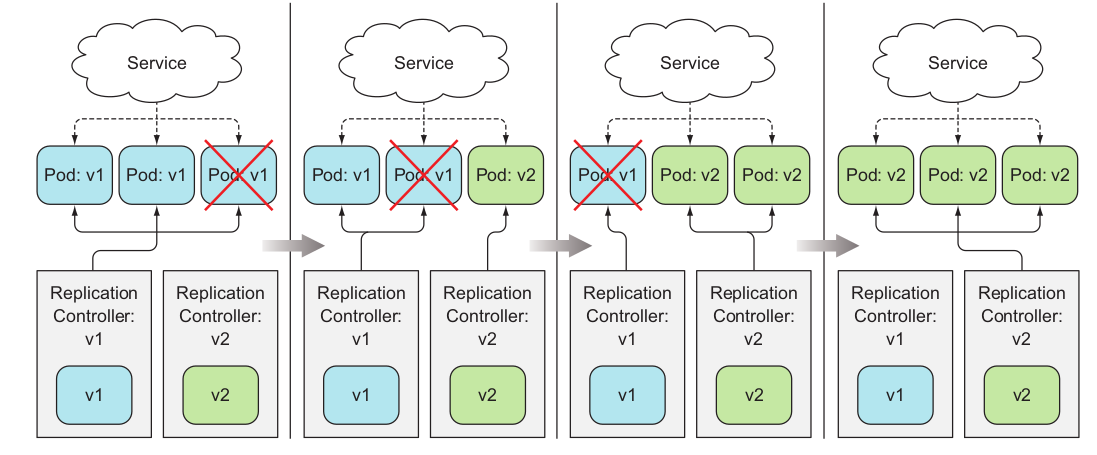 Service
Service
Service
Service
Pod: v1
Pod: v1
Pod: v1
Pod: v1
Pod: v1
Pod: v2
Pod: v1
Pod: v2
Pod: v2
Pod: v2
Pod: v2
Pod: v2
Replication
Controller:
v1
Replication
Controller:
v2
Replication
Controller:
v1
Replication
Controller:
v2
Replication
Controller:
v1
Replication
Controller:
v2
Replication
Controller:
v1
Replication
Controller:
v2
v1
v2
v1
v2
v1
v2
v1
v2